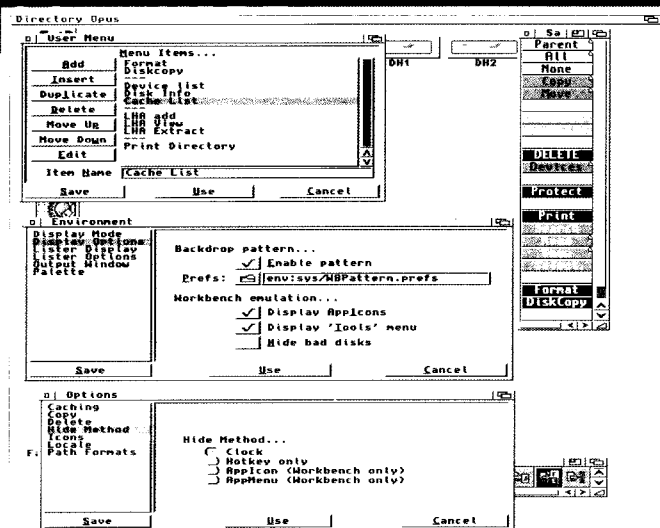 Directory Opus
User Menu
Menu Items...
Add
Insert
Duplicate
Delete
Move Up
Move Down
Edit
Format
Diskcopy
---
Device list
Disk Info
Cache List
---
LHA add
LHA View
LHA Extract
---
Print Directory
Item Name
Cache List
Save
Use
Cancel
DH1
DH2
Sa
Parent
All
None
Copy
Move
DELETE
Devices
Protect
Print
Format
DiskCopy
Environment
Display Mode
Display Options
Lister Display
Lister Options
Output Window
Palette
Backdrop pattern...
Enable pattern
Prefs:
env:sys/WBPattern.prefs
Workbench emulation...
Display AppIcons
Display 'Tools' menu
Hide bad disks
Save
Use
Cancel
Options
Caching
Copy
Delete
Hide Method
Icons
Locale
Path Formats
Hide Method...
Clock
Hotkey only
AppIcon (Workbench only)
AppMenu (Workbench only)
Save
Use
Cancel